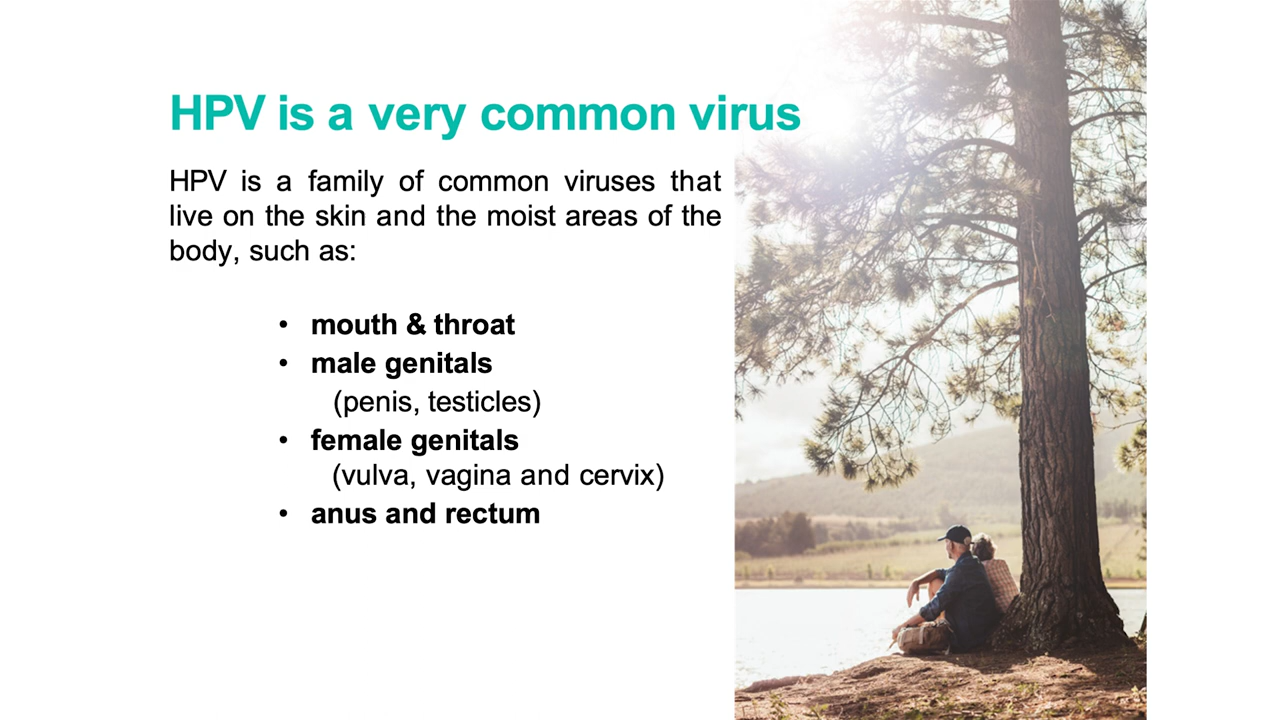 HPV is a very common virus
HPV is a family of common viruses that
live on the skin and the moist areas of the
body, such as:
• mouth & throat
• male genitals
(penis, testicles)
• female genitals
(vulva, vagina and cervix)
• anus and rectum